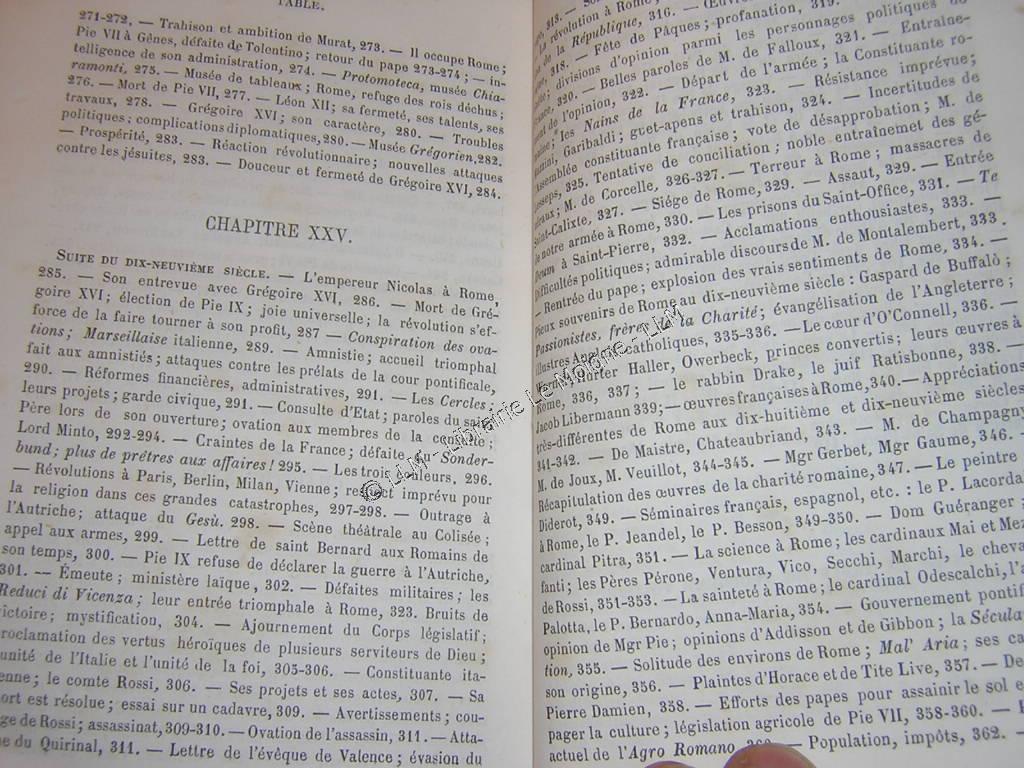 TABLE.
271-272. — Trahison et ambition de Murat, 273. — Il occupe Rome;
Pie VII à Gênes, défaite de Tolentino; retour du pape 273-274; — in-
telligence de son administration, 274. — Protomoteca, musée Chia-
ramonti, 275. — Musée de tableaux; Rome, refuge des rois déchus;
276. — Mort de Pie VII, 277. — Léon XII; sa fermeté, ses talents, ses
travaux, 278. — Grégoire XVI; son caractère, 280. — Troubles
politiques; complications diplomatiques, 280. — Musée Grégorien, 282.
— Prospérité, 283. — Réaction révolutionnaire; nouvelles attaques
contre les jésuites, 283. — Douceur et fermeté de Grégoire XVI, 284.
CHAPITRE XXV.
SUITE DU DIX-NEUVIÈME SIÈCLE. — L'empereur Nicolas à Rome,
285. — Son entrevue avec Grégoire XVI, 286. — Mort de Gré-
goire XVI; élection de Pie IX; joie universelle; la révolution s'ef-
force de la faire tourner à son profit, 287 — Conspiration des ova-
tions; Marseillaise italienne, 289. — Amnistie; accueil triomphal
fait aux amnistiés; attaques contre les prélats de la cour pontificale,
290. — Réformes financières, administratives, 291. — Les Cercles;
leurs projets; garde civique, 291. — Consulte d'Etat; paroles du saint
Père lors de son ouverture; ovation aux membres de la consulte;
Lord Minto, 292-294. — Craintes de la France; défaite du Sonder-
bund; plus de prêtres aux affaires! 295. — Les trois couleurs, 296.
— Révolutions à Paris, Berlin, Milan, Vienne; respect imprévu pour
la religion dans ces grandes catastrophes, 297-298. — Outrage à
l'Autriche; attaque du Gesù. 298. — Scène théâtrale au Colisée;
appel aux armes, 299. — Lettre de saint Bernard aux Romains de
son temps, 300. — Pie IX refuse de déclarer la guerre à l'Autriche,
301. — Émeute; ministère laïque, 302. — Défaites militaires; les
Reduci di Vicenza; leur entrée triomphale à Rome, 323. Bruits de
victoire; mystification, 304. — Ajournement du Corps législatif;
proclamation des vertus héroïques de plusieurs serviteurs de Dieu;
unité de l'Italie et l'unité de la foi, 305-306. — Constituante ita-
enne; le comte Rossi, 306. — Ses projets et ses actes, 307. — Sa
ort est résolue; essai sur un cadavre, 309. — Avertissements; cou-
ge de Rossi; assassinat, 309-310. — Ovation de l'assassin, 311. — Atta-
e du Quirinal, 311. — Lettre de l'évêque de Valence; évasion du
révolution à Rome;
de la République, 316. — Œuvres
318. — Fête de Pâques; profanation, 319. —
divisions d'opinion parmi les personnages politiques de
320. — Belles paroles de M. de Falloux, 321. — Entraîne-
de l'opinion, 322. — Départ de l'armée; la Constituante ro-
les Nains de la France, 323. — Résistance imprévue;
Garibaldi; guet-apens et trahison, 324. — Incertitudes de
Assemblée constituante française; vote de désapprobation; M. de
Lesseps, 325. Tentative de conciliation; noble entraînemet des gé-
néraux; M. de Corcelle, 326-327. — Terreur à Rome; massacres de
Saint-Calixte, 327. — Siége de Rome, 329. — Assaut, 329. — Entrée
de notre armée à Rome, 330. — Les prisons du Saint-Office, 331. — Te
Deum à Saint-Pierre, 332. — Acclamations enthousiastes, 333. —
Difficultés politiques; admirable discours de M. de Montalembert, 333.
— Rentrée du pape; explosion des vrais sentiments de Rome, 334. —
Pieux souvenirs de Rome au dix-neuvième siècle: Gaspard de Buffalò;
Passionistes, frères de la Charité; évangélisation de l'Angleterre;
illustres Anglais catholiques, 335-336. — Le cœur d'O'Connell, 336. —
Hurter Haller, Owerbeck, princes convertis; leurs œuvres à
Rome, 336, 337; — le rabbin Drake, le juif Ratisbonne, 338. —
Jacob Libermann 339; — œuvres françaises à Rome, 340. — Appréciations
très-différentes de Rome aux dix-huitième et dix-neuvième siècles
341-342. — De Maistre, Chateaubriand, 343. — M. de Champagny
M. de Joux, M. Veuillot, 344-345. — Mgr Gerbet, Mgr Gaume, 346. —
Récapitulation des œuvres de la charité romaine, 347. — Le peintre
Diderot, 349. — Séminaires français, espagnol, etc.: le P. Lacorda
à Rome, le P. Jeandel, le P. Besson, 349-350. — Dom Guéranger;
cardinal Pitra, 351. — La science à Rome; les cardinaux Mai et Mez
fanti; les Pères Pérone, Ventura, Vico, Secchi, Marchi, le cheva
de Rossi, 351-353. — La sainteté à Rome; le cardinal Odescalchi, l'a
Palotta, le P. Bernardo, Anna-Maria, 354. — Gouvernement pontif
opinion de Mgr Pie; opinions d'Addisson et de Gibbon; la Sécula
tion, 355. — Solitude des environs de Rome; Mal' Aria; ses ca
son origine, 356. — Plaintes d'Horace et de Tite Live, 357. — De
Pierre Damien, 358. — Efforts des papes pour assainir le sol e
pager la culture; législation agricole de Pie VII, 358-360. —
actuel de l'Agro Romano 360 — Population, impôts, 362. —
© LLM - Librairie Le Moigne - LLM